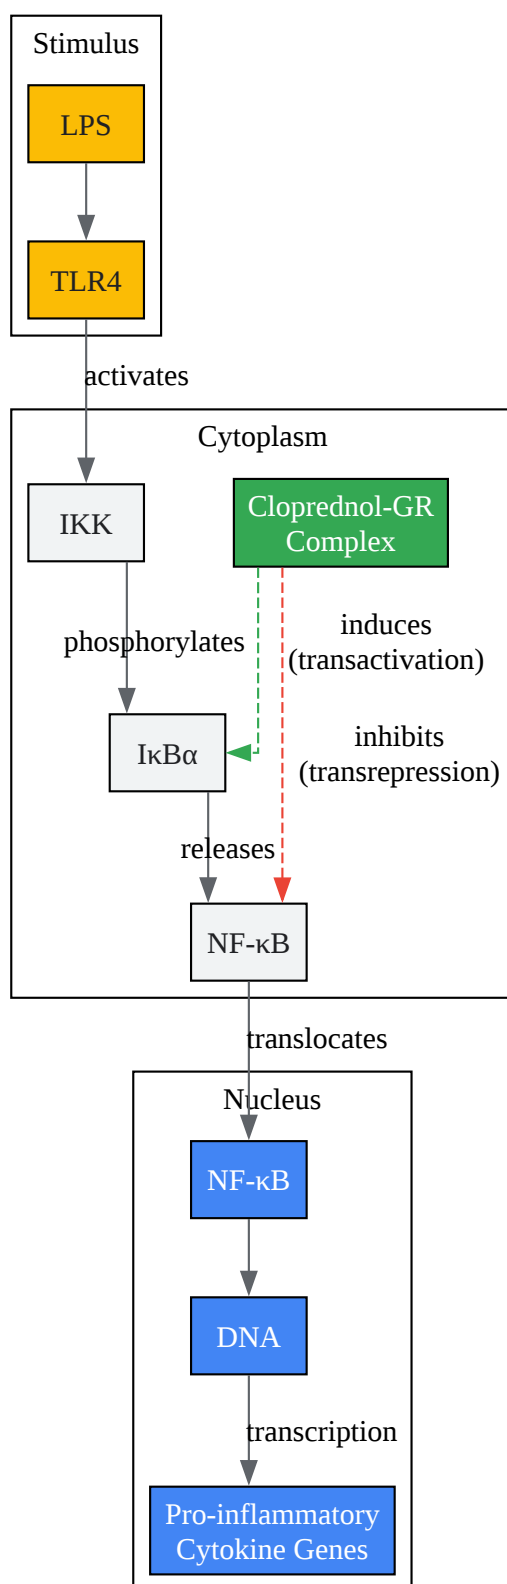 Stimulus
LPS
TLR4
activates
Cytoplasm
IKK
Cloprednol-GR
Complex
phosphorylates
induces
(transactivation)
IκBα
inhibits
(transrepression)
releases
NF-κB
translocates
Nucleus
NF-κB
DNA
transcription
Pro-inflammatory
Cytokine Genes